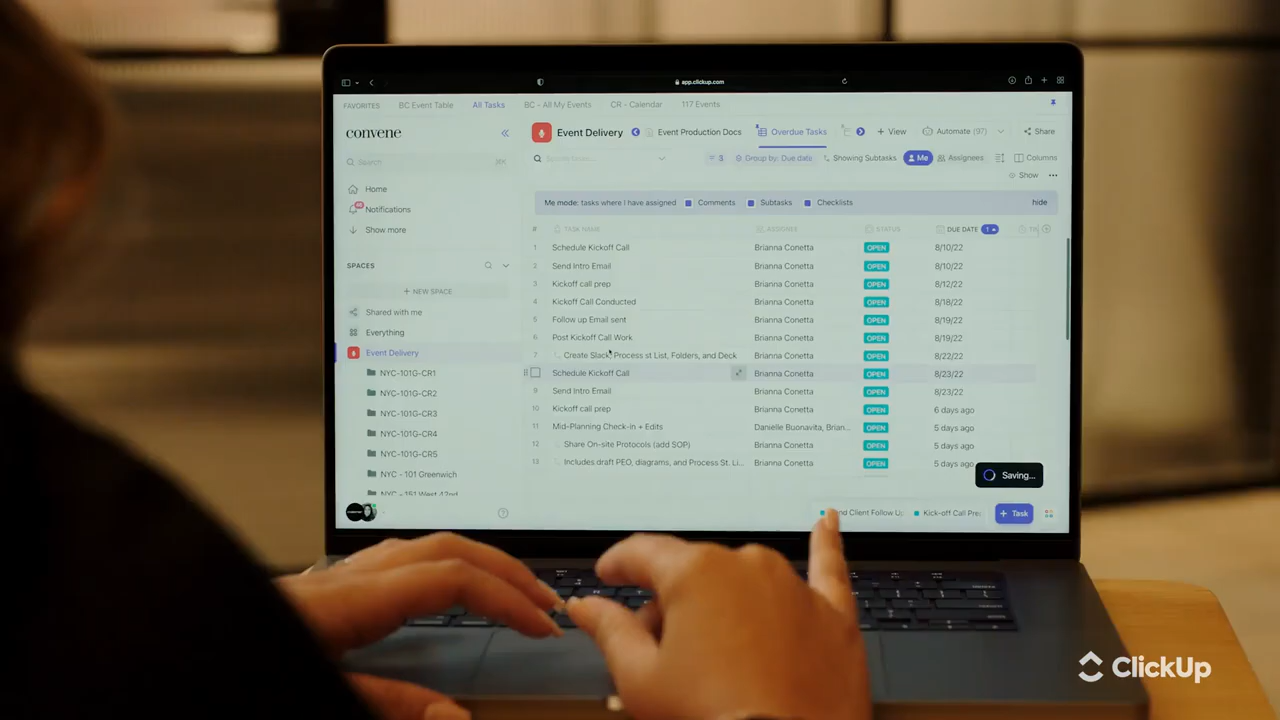 app.clickup.com
FAVORITES BC Event Table All Tasks BC - All My Events CR - Calendar 117 Events
convene
Event Delivery Event Production Docs Overdue Tasks + View Automate (97) Share
Search ⌘K
3 Group by: Due date Showing Subtasks Me Assignees Columns
Show
Home
Notifications
Show more
Me mode: tasks where I have assigned Comments Subtasks Checklists hide
# TASK NAME ASSIGNEE STATUS DUE DATE 1
1 Schedule Kickoff Call Brianna Conetta OPEN 8/10/22
2 Send Intro Email Brianna Conetta OPEN 8/10/22
3 Kickoff call prep Brianna Conetta OPEN 8/12/22
4 Kickoff Call Conducted Brianna Conetta OPEN 8/18/22
5 Follow up Email sent Brianna Conetta OPEN 8/19/22
6 Post Kickoff Call Work Brianna Conetta OPEN 8/19/22
7 Create Slack, Process st List, Folders, and Deck Brianna Conetta OPEN 8/22/22
Schedule Kickoff Call Brianna Conetta OPEN 8/23/22
9 Send Intro Email Brianna Conetta OPEN 8/23/22
10 Kickoff call prep Brianna Conetta OPEN 6 days ago
11 Mid-Planning Check-in + Edits Danielle Buonavita, Brian... OPEN 5 days ago
12 Share On-site Protocols (add SOP) Brianna Conetta OPEN 5 days ago
13 Includes draft PEO, diagrams, and Process St. Li... Brianna Conetta OPEN 5 days ago
SPACES
+ NEW SPACE
Shared with me
Everything
Event Delivery
NYC-101G-CR1
NYC-101G-CR2
NYC-101G-CR3
NYC-101G-CR4
NYC-101G-CR5
NYC - 101 Greenwich
NYC - 151 West 42nd
Saving...
Client Follow U Kick-off Call Pre + Task
ClickUp